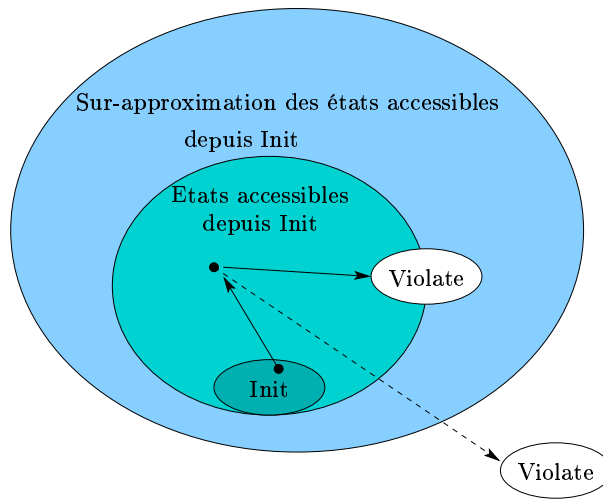 Sur-approximation des états accessibles
depuis Init
Etats accessibles
depuis Init
Violate
Init
Violate